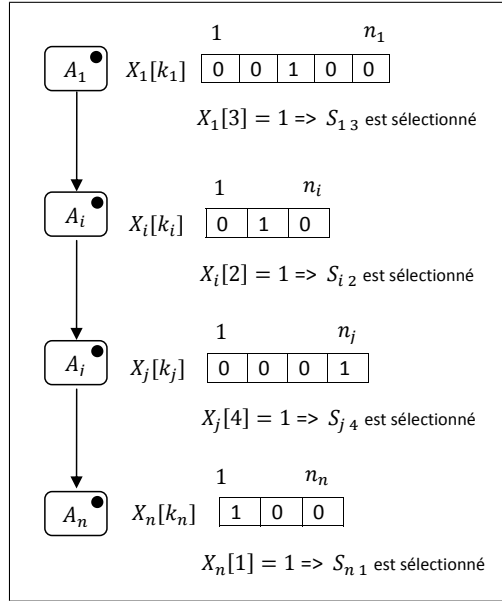 1 n₁
A₁ X₁[k₁] 0 0 1 0 0
X₁[3] = 1 => S₁ ₃ est sélectionné
1 nᵢ
Aᵢ Xᵢ[kᵢ] 0 1 0
Xᵢ[2] = 1 => Sᵢ ₂ est sélectionné
1 nⱼ
Aᵢ Xⱼ[kⱼ] 0 0 0 1
Xⱼ[4] = 1 => Sⱼ ₄ est sélectionné
1 nₙ
Aₙ Xₙ[kₙ] 1 0 0
Xₙ[1] = 1 => Sₙ ₁ est sélectionné